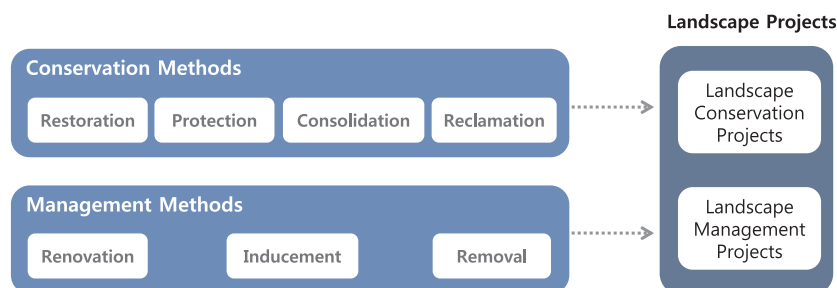 Landscape Projects
Conservation Methods
Restoration
Protection
Consolidation
Reclamation
Landscape
Conservation
Projects
Management Methods
Renovation
Inducement
Removal
Landscape
Management
Projects